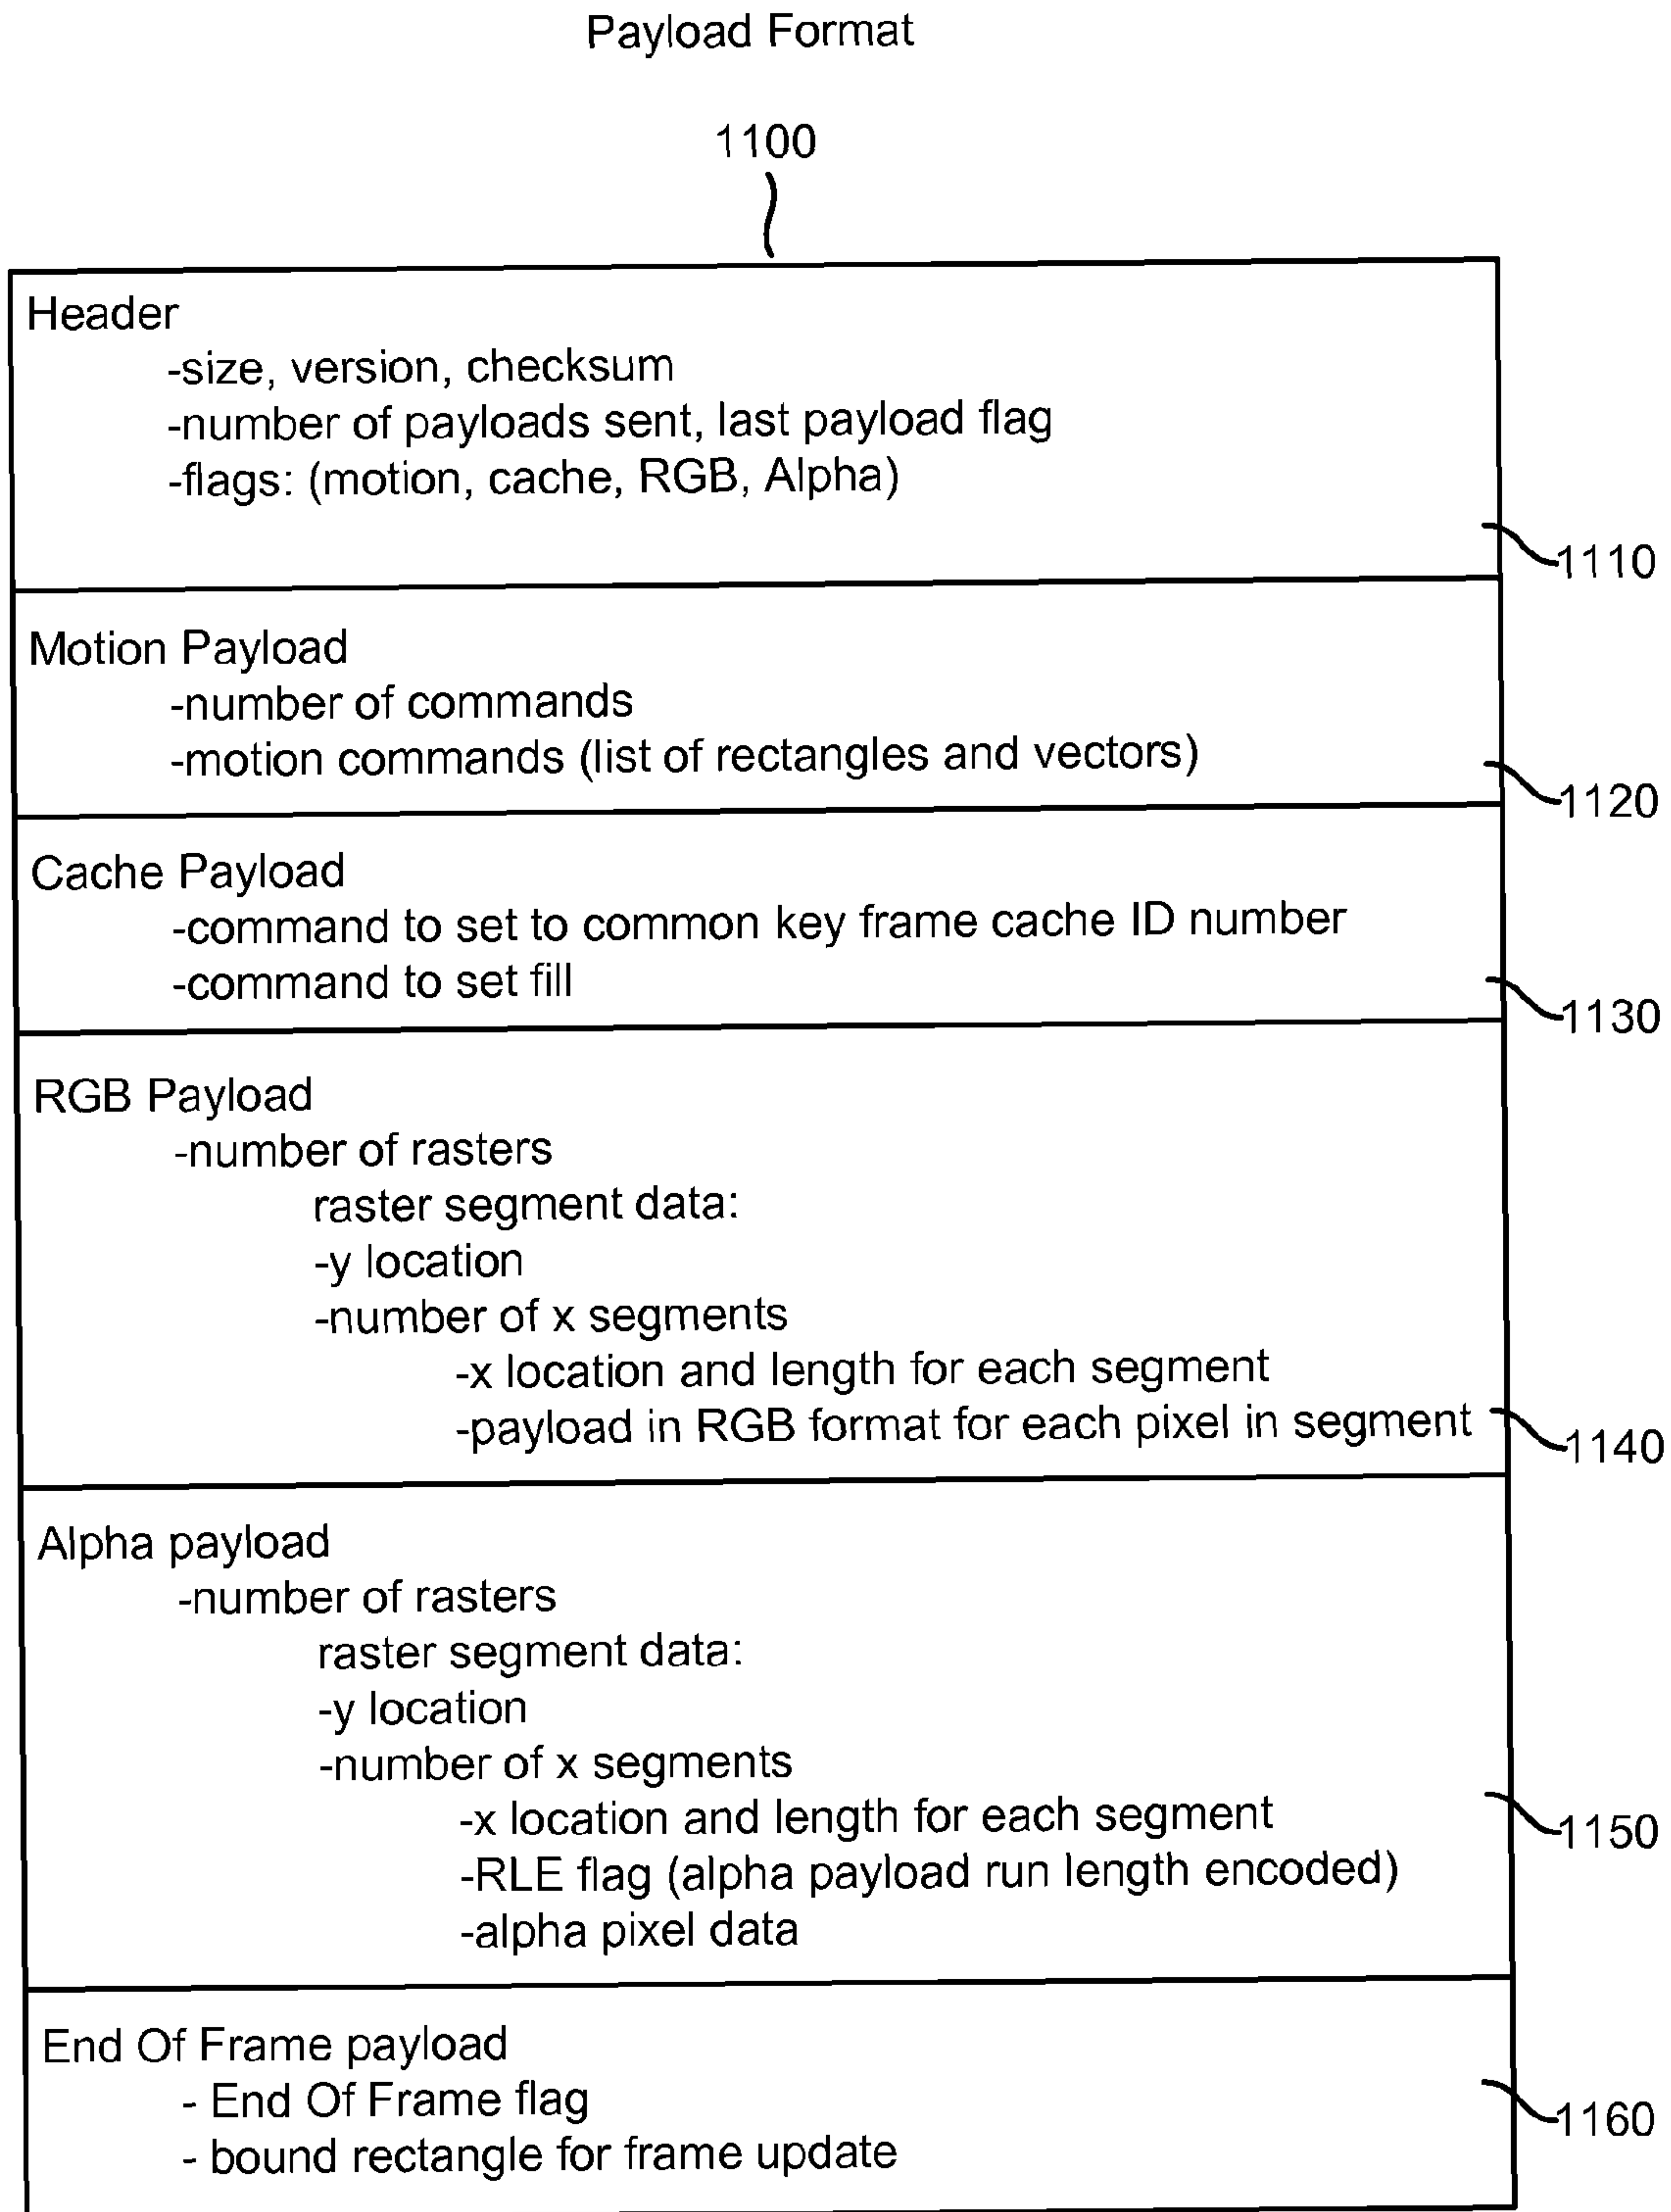 Payload Format
1100
Header
-size, version, checksum
-number of payloads sent, last payload flag
-flags: (motion, cache, RGB, Alpha)
1110
Motion Payload
-number of commands
-motion commands (list of rectangles and vectors)
1120
Cache Payload
-command to set to common key frame cache ID number
-command to set fill
1130
RGB Payload
-number of rasters
raster segment data:
-y location
-number of x segments
-x location and length for each segment
-payload in RGB format for each pixel in segment
1140
Alpha payload
-number of rasters
raster segment data:
-y location
-number of x segments
-x location and length for each segment
1150
-RLE flag (alpha payload run length encoded)
-alpha pixel data
End Of Frame payload
- End Of Frame flag
1160
- bound rectangle for frame update